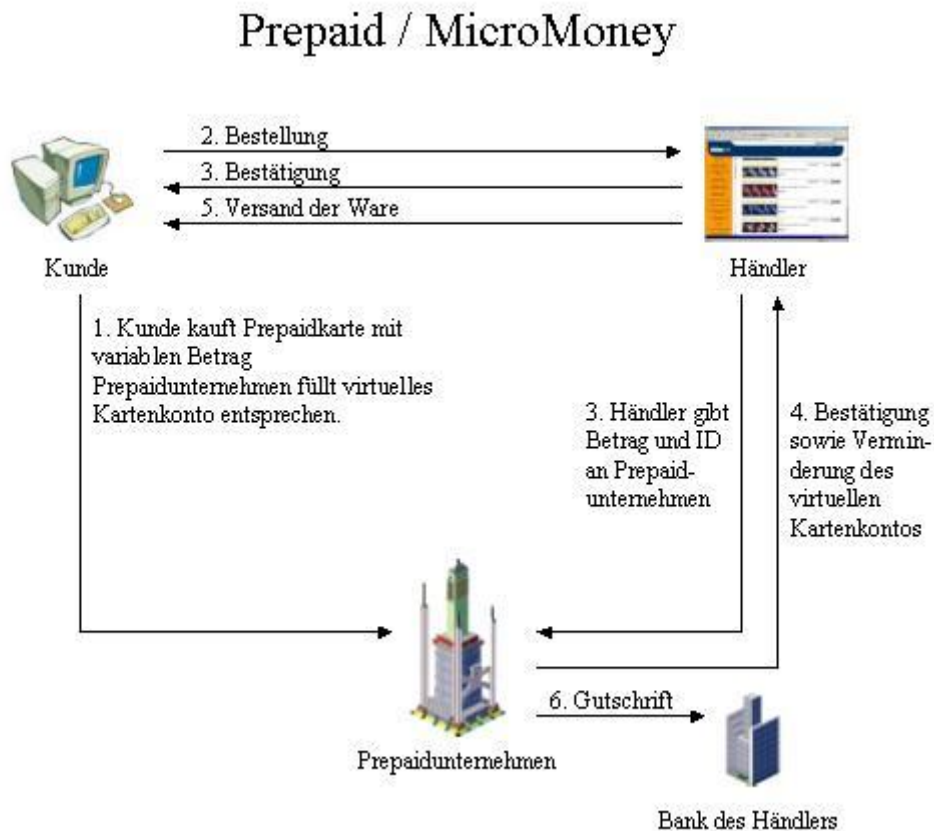 Prepaid / MicroMoney
2. Bestellung
3. Bestätigung
5. Versand der Ware
Kunde
Händler
1. Kunde kauft Prepaidkarte mit
variablen Betrag
Prepaidunternehmen füllt virtuelles
Kartenkonto entsprechen.
3. Händler gibt
Betrag und ID
an Prepaid-
unternehmen
4. Bestätigung
sowie Vermin-
derung des
virtuellen
Kartenkontos
6. Gutschrift
Prepaidunternehmen
Bank des Händlers